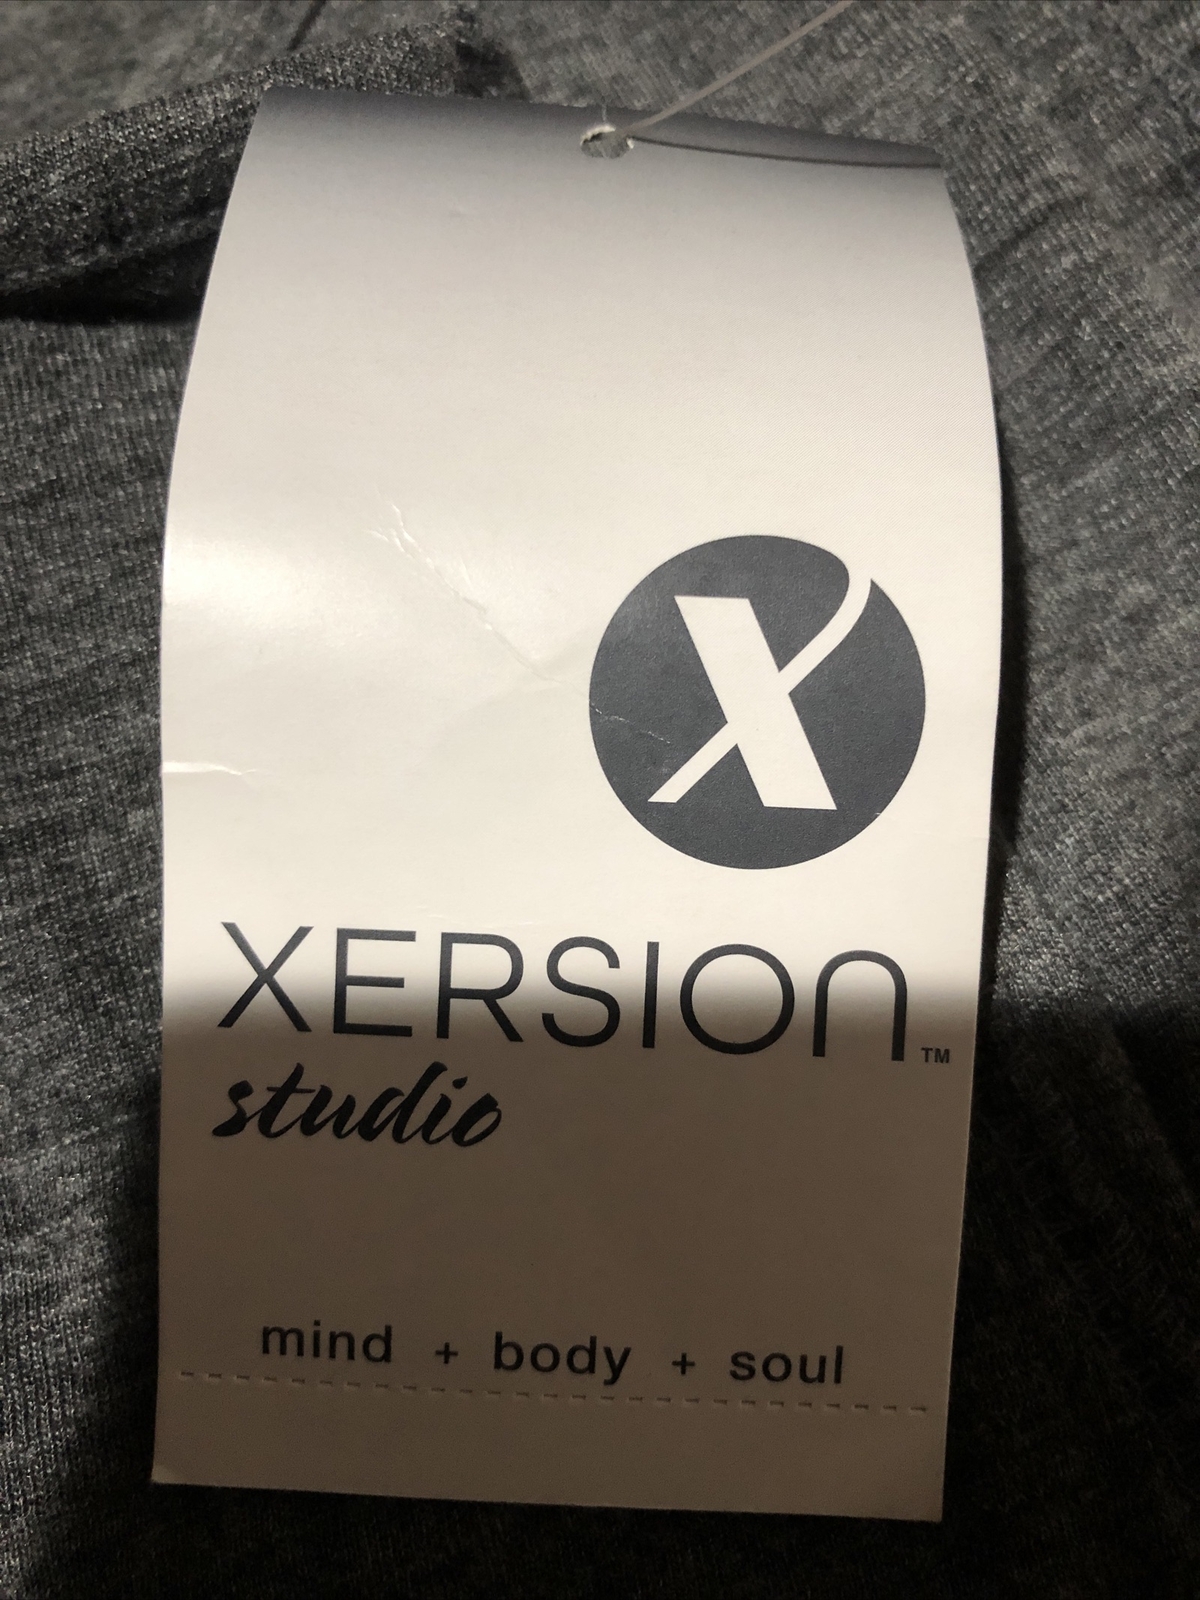 X
XERSION™
studio
mind + body + soul